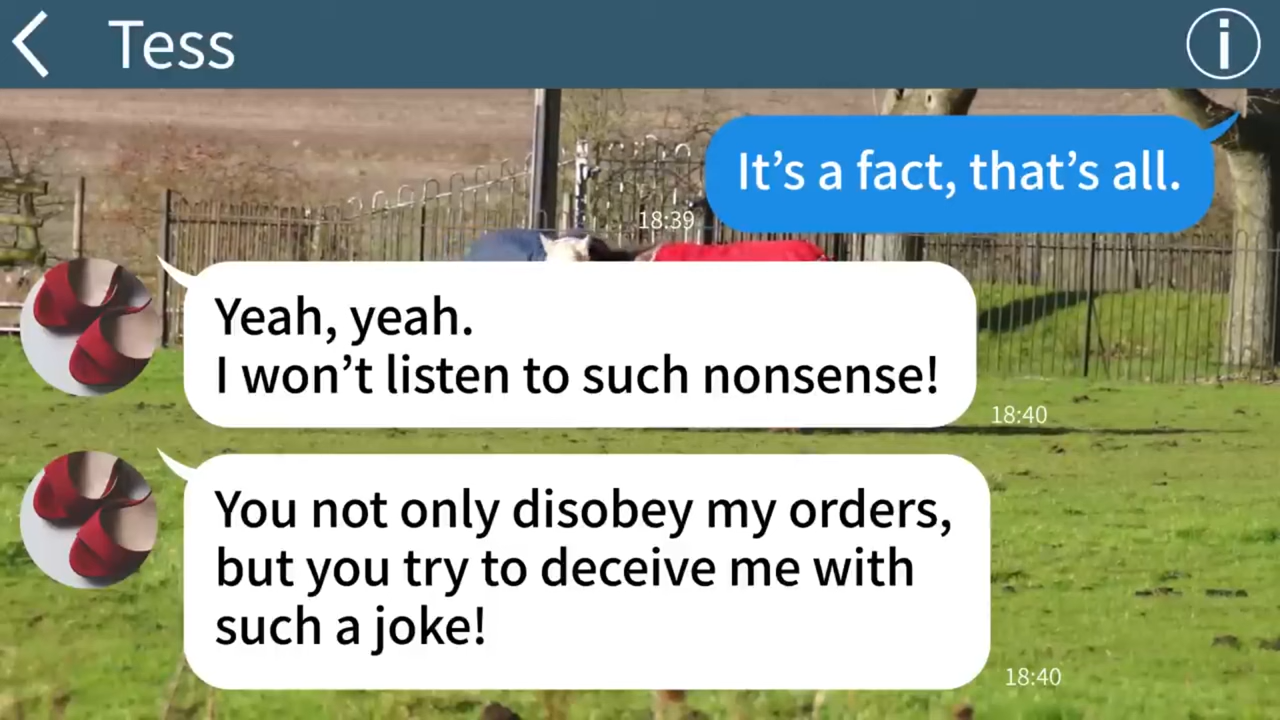 Tess
It’s a fact, that’s all.
18:39
Yeah, yeah.
I won’t listen to such nonsense!
18:40
You not only disobey my orders,
but you try to deceive me with
such a joke!
18:40